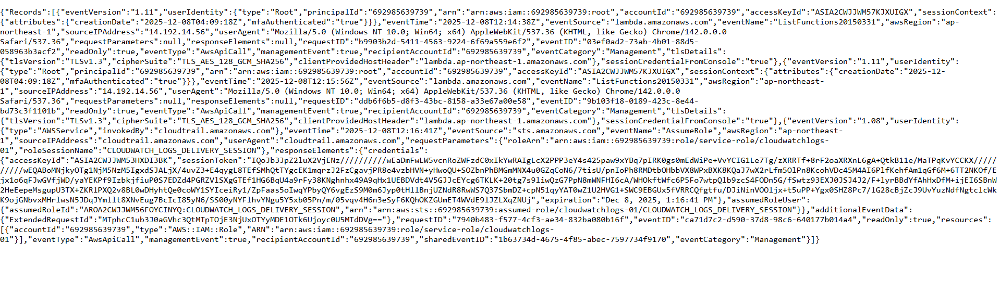 {"Records":[{"eventVersion":"1.11","userIdentity":{"type":"Root","principalId":"692985639739","arn":"arn:aws:iam::692985639739:root","accountId":"692985639739","accessKeyId":"ASIA2CWJJWM57KJXUIGX","sessionContext":
{"attributes":{"creationDate":"2025-12-08T04:09:18Z","mfaAuthenticated":"true"}}},"eventTime":"2025-12-08T12:14:38Z","eventSource":"lambda.amazonaws.com","eventName":"ListFunctions20150331","awsRegion":"ap-
northeast-1","sourceIPAddress":"14.192.14.56","userAgent":"Mozilla/5.0 (Windows NT 10.0; Win64; x64) AppleWebKit/537.36 (KHTML, like Gecko) Chrome/142.0.0.0
Safari/537.36","requestParameters":null,"responseElements":null,"requestID":"b9903b2d-5411-4563-9224-6f69a559e6f2","eventID":"03ef0ad2-73ab-4b01-88d5-
058963b3acf2","readOnly":true,"eventType":"AwsApiCall","managementEvent":true,"recipientAccountId":"692985639739","eventCategory":"Management","tlsDetails":
{"tlsVersion":"TLSv1.3","cipherSuite":"TLS_AES_128_GCM_SHA256","clientProvidedHostHeader":"lambda.ap-northeast-1.amazonaws.com"},"sessionCredentialFromConsole":"true"},{"eventVersion":"1.11","userIdentity":
{"type":"Root","principalId":"692985639739","arn":"arn:aws:iam::692985639739:root","accountId":"692985639739","accessKeyId":"ASIA2CWJJWM57KJXUIGX","sessionContext":{"attributes":{"creationDate":"2025-12-
08T04:09:18Z","mfaAuthenticated":"true"}}},"eventTime":"2025-12-08T12:15:56Z","eventSource":"lambda.amazonaws.com","eventName":"ListFunctions20150331","awsRegion":"ap-northeast-
1","sourceIPAddress":"14.192.14.56","userAgent":"Mozilla/5.0 (Windows NT 10.0; Win64; x64) AppleWebKit/537.36 (KHTML, like Gecko) Chrome/142.0.0.0
Safari/537.36","requestParameters":null,"responseElements":null,"requestID":"ddb6f6b5-d8f3-43bc-8158-a33e67a00e58","eventID":"9b103f18-0189-423c-8e44-
bd73c3f1101b","readOnly":true,"eventType":"AwsApiCall","managementEvent":true,"recipientAccountId":"692985639739","eventCategory":"Management","tlsDetails":
{"tlsVersion":"TLSv1.3","cipherSuite":"TLS_AES_128_GCM_SHA256","clientProvidedHostHeader":"lambda.ap-northeast-1.amazonaws.com"},"sessionCredentialFromConsole":"true"},{"eventVersion":"1.08","userIdentity":
{"type":"AWSService","invokedBy":"cloudtrail.amazonaws.com"},"eventTime":"2025-12-08T12:16:41Z","eventSource":"sts.amazonaws.com","eventName":"AssumeRole","awsRegion":"ap-northeast-
1","sourceIPAddress":"cloudtrail.amazonaws.com","userAgent":"cloudtrail.amazonaws.com","requestParameters":{"roleArn":"arn:aws:iam::692985639739:role/service-role/cloudwatchlogs-
01","roleSessionName":"CLOUDWATCH_LOGS_DELIVERY_SESSION"},"responseElements":{"credentials":
{"accessKeyId":"ASIA2CWJJWM53HXDI3BK","sessionToken":"IQoJb3JpZ2luX2VjENz//////////wEaDmFwLW5vcnRoZWFzdC0xIkYwRAIgLcX2PPP3eY4s425paw9xYBq7pIRK0gs0mEdWiPe+VvYCIG1Le7Tg/zXRRTf+8rF2oaXRXnL6gA+QtkB11e/MaTPqKvYCCKX/////
/////wEQABoMNjkyOTg1NjM5NzM5IgxdSJALjX/4uvZ3+E4qygL8TEfSMhQtTYgcEK1mqrzJ2FzCgavjPR8e4vzbHVN+yHwoQU+SOZbnPhBMGmMNX4u0GZqCoN6/7tisU/pnIoPh8RMDtbOHbbVX8WPxBXK8KQaJ7wX2rLfm5OlPn8KcohVDc45M4AI6PlfKehfAm1qGf6M+6TT2NKOf/E
jx1o6qFJwGVfjWD/yaYEKPf9IzbkjfiuP0S7EDZd4PGRZVlSXgGTEf1HG6BqU4a9rFy38KNghnhx49A9qHx1UEBDVdt4V5GJJcEYcg6TKLK+20tg7s9liwQzG7PpN8mWNFHI6cA/WHOkftWfc6P5Fo7wtpQlb9zcS4FODn5G/fSwtz93EXJ0JSJ4J2/F+lyrBBdYfAhHxDfM+ijEI6SBnW
2HeEepeMsgupU3TX+ZKRlPXQ2v8BL0wDHyhtQe0coWY1SYIceiRy1/ZpFaas5oIwqYPbyQY6vgEzS9M0m6Jyp0tHllBnjUZNdR8RwWS7Q37SbmDZ+cpN51qyYAT0wZ1U2HVG1+SWC9EBGUx5fVRRCQfgtfu/DJiNinVOOljx+t5uPP+Ygx0SHZ8Pc7/lG28cBjZcJ9UvYuzNdfNgtclcWk
K9ojGNbvxMHrlwsN5JDqJYmllt8XNvEug7BcIcI85yN6/SS00yNYFlhvYNgu5Y5xb05Pn/m/05vqv4H6n3eSyF6KQhOKZGUmET4WVdE9lJZLXqZNUj","expiration":"Dec 8, 2025, 1:16:41 PM"},"assumedRoleUser":
{"assumedRoleId":"AROA2CWJJWM56FOYCINYQ:CLOUDWATCH_LOGS_DELIVERY_SESSION","arn":"arn:aws:sts::692985639739:assumed-role/cloudwatchlogs-01/CLOUDWATCH_LOGS_DELIVERY_SESSION"}},"additionalEventData":
{"ExtendedRequestId":"MTphcC1ub3J0aGVhc3QtMTpTOjE3NjUxOTYyMDE1OTk6Ujoyc0U5MTdDVg=="},"requestID":"7940b483-f577-4cf3-ae34-832ba080b16f","eventID":"ca71d7c2-d590-37d8-98c6-640177b014a4","readOnly":true,"resources":
[{"accountId":"692985639739","type":"AWS::IAM::Role","ARN":"arn:aws:iam::692985639739:role/service-role/cloudwatchlogs-
01"}],"eventType":"AwsApiCall","managementEvent":true,"recipientAccountId":"692985639739","sharedEventID":"1b63734d-4675-4f85-abec-7597734f9170","eventCategory":"Management"}]}